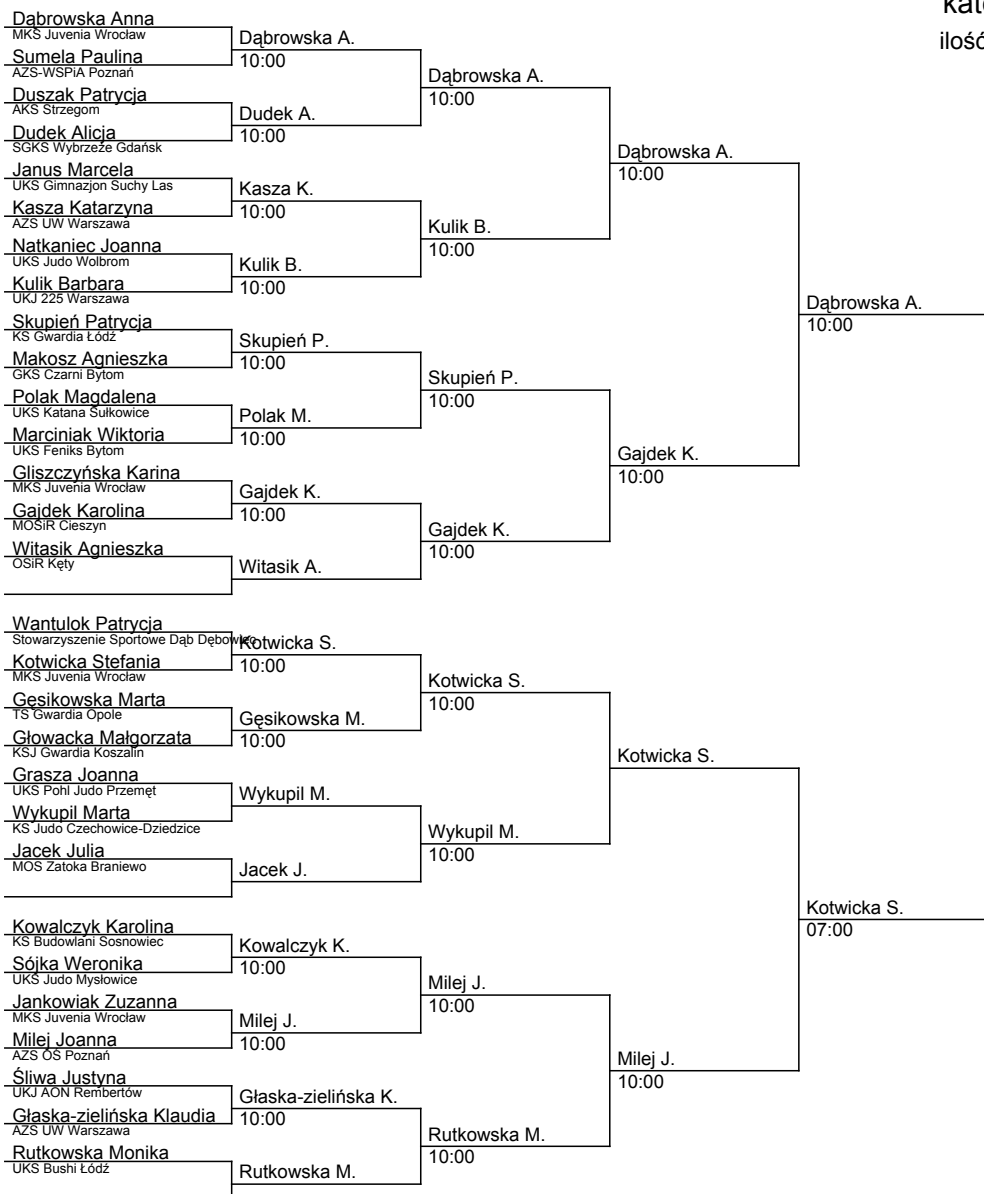 kat
ilość
Dąbrowska Anna
MKS Juvenia Wrocław
Sumela Paulina
AZS-WSPiA Poznań
Duszak Patrycja
AKS Strzegom
Dudek Alicja
SGKS Wybrzeże Gdańsk
Janus Marcela
UKS Gimnazjon Suchy Las
Kasza Katarzyna
AZS UW Warszawa
Natkaniec Joanna
UKS Judo Wolbrom
Kulik Barbara
UKJ 225 Warszawa
Skupień Patrycja
KS Gwardia Łódź
Makosz Agnieszka
GKS Czarni Bytom
Polak Magdalena
UKS Katana Sułkowice
Marciniak Wiktoria
UKS Feniks Bytom
Gliszczyńska Karina
MKS Juvenia Wrocław
Gajdek Karolina
MOSiR Cieszyn
Witasik Agnieszka
OSiR Kęty
Wantulok Patrycja
Stowarzyszenie Sportowe Dąb Dębowiec
Kotwicka Stefania
MKS Juvenia Wrocław
Gęsikowska Marta
TS Gwardia Opole
Głowacka Małgorzata
KSJ Gwardia Koszalin
Grasza Joanna
UKS Pohl Judo Przemęt
Wykupil Marta
KS Judo Czechowice-Dziedzice
Jacek Julia
MOS Zatoka Braniewo
Kowalczyk Karolina
KS Budowlani Sosnowiec
Sójka Weronika
UKS Judo Mysłowice
Jankowiak Zuzanna
MKS Juvenia Wrocław
Milej Joanna
AZS OŚ Poznań
Śliwa Justyna
UKJ AON Rembertów
Głaska-zielińska Klaudia
AZS UW Warszawa
Rutkowska Monika
UKS Bushi Łódź
Dąbrowska A.
10:00
Dudek A.
10:00
Kasza K.
10:00
Kulik B.
10:00
Skupień P.
10:00
Polak M.
10:00
Gajdek K.
10:00
Witasik A.
Kotwicka S.
10:00
Gęsikowska M.
10:00
Wykupil M.
Jacek J.
Kowalczyk K.
10:00
Milej J.
10:00
Głaska-zielińska K.
10:00
Rutkowska M.
Dąbrowska A.
10:00
Kulik B.
10:00
Skupień P.
10:00
Gajdek K.
10:00
Kotwicka S.
10:00
Wykupil M.
10:00
Milej J.
10:00
Rutkowska M.
10:00
Dąbrowska A.
10:00
Gajdek K.
10:00
Kotwicka S.
Milej J.
10:00
Dąbrowska A.
10:00
Kotwicka S.
07:00